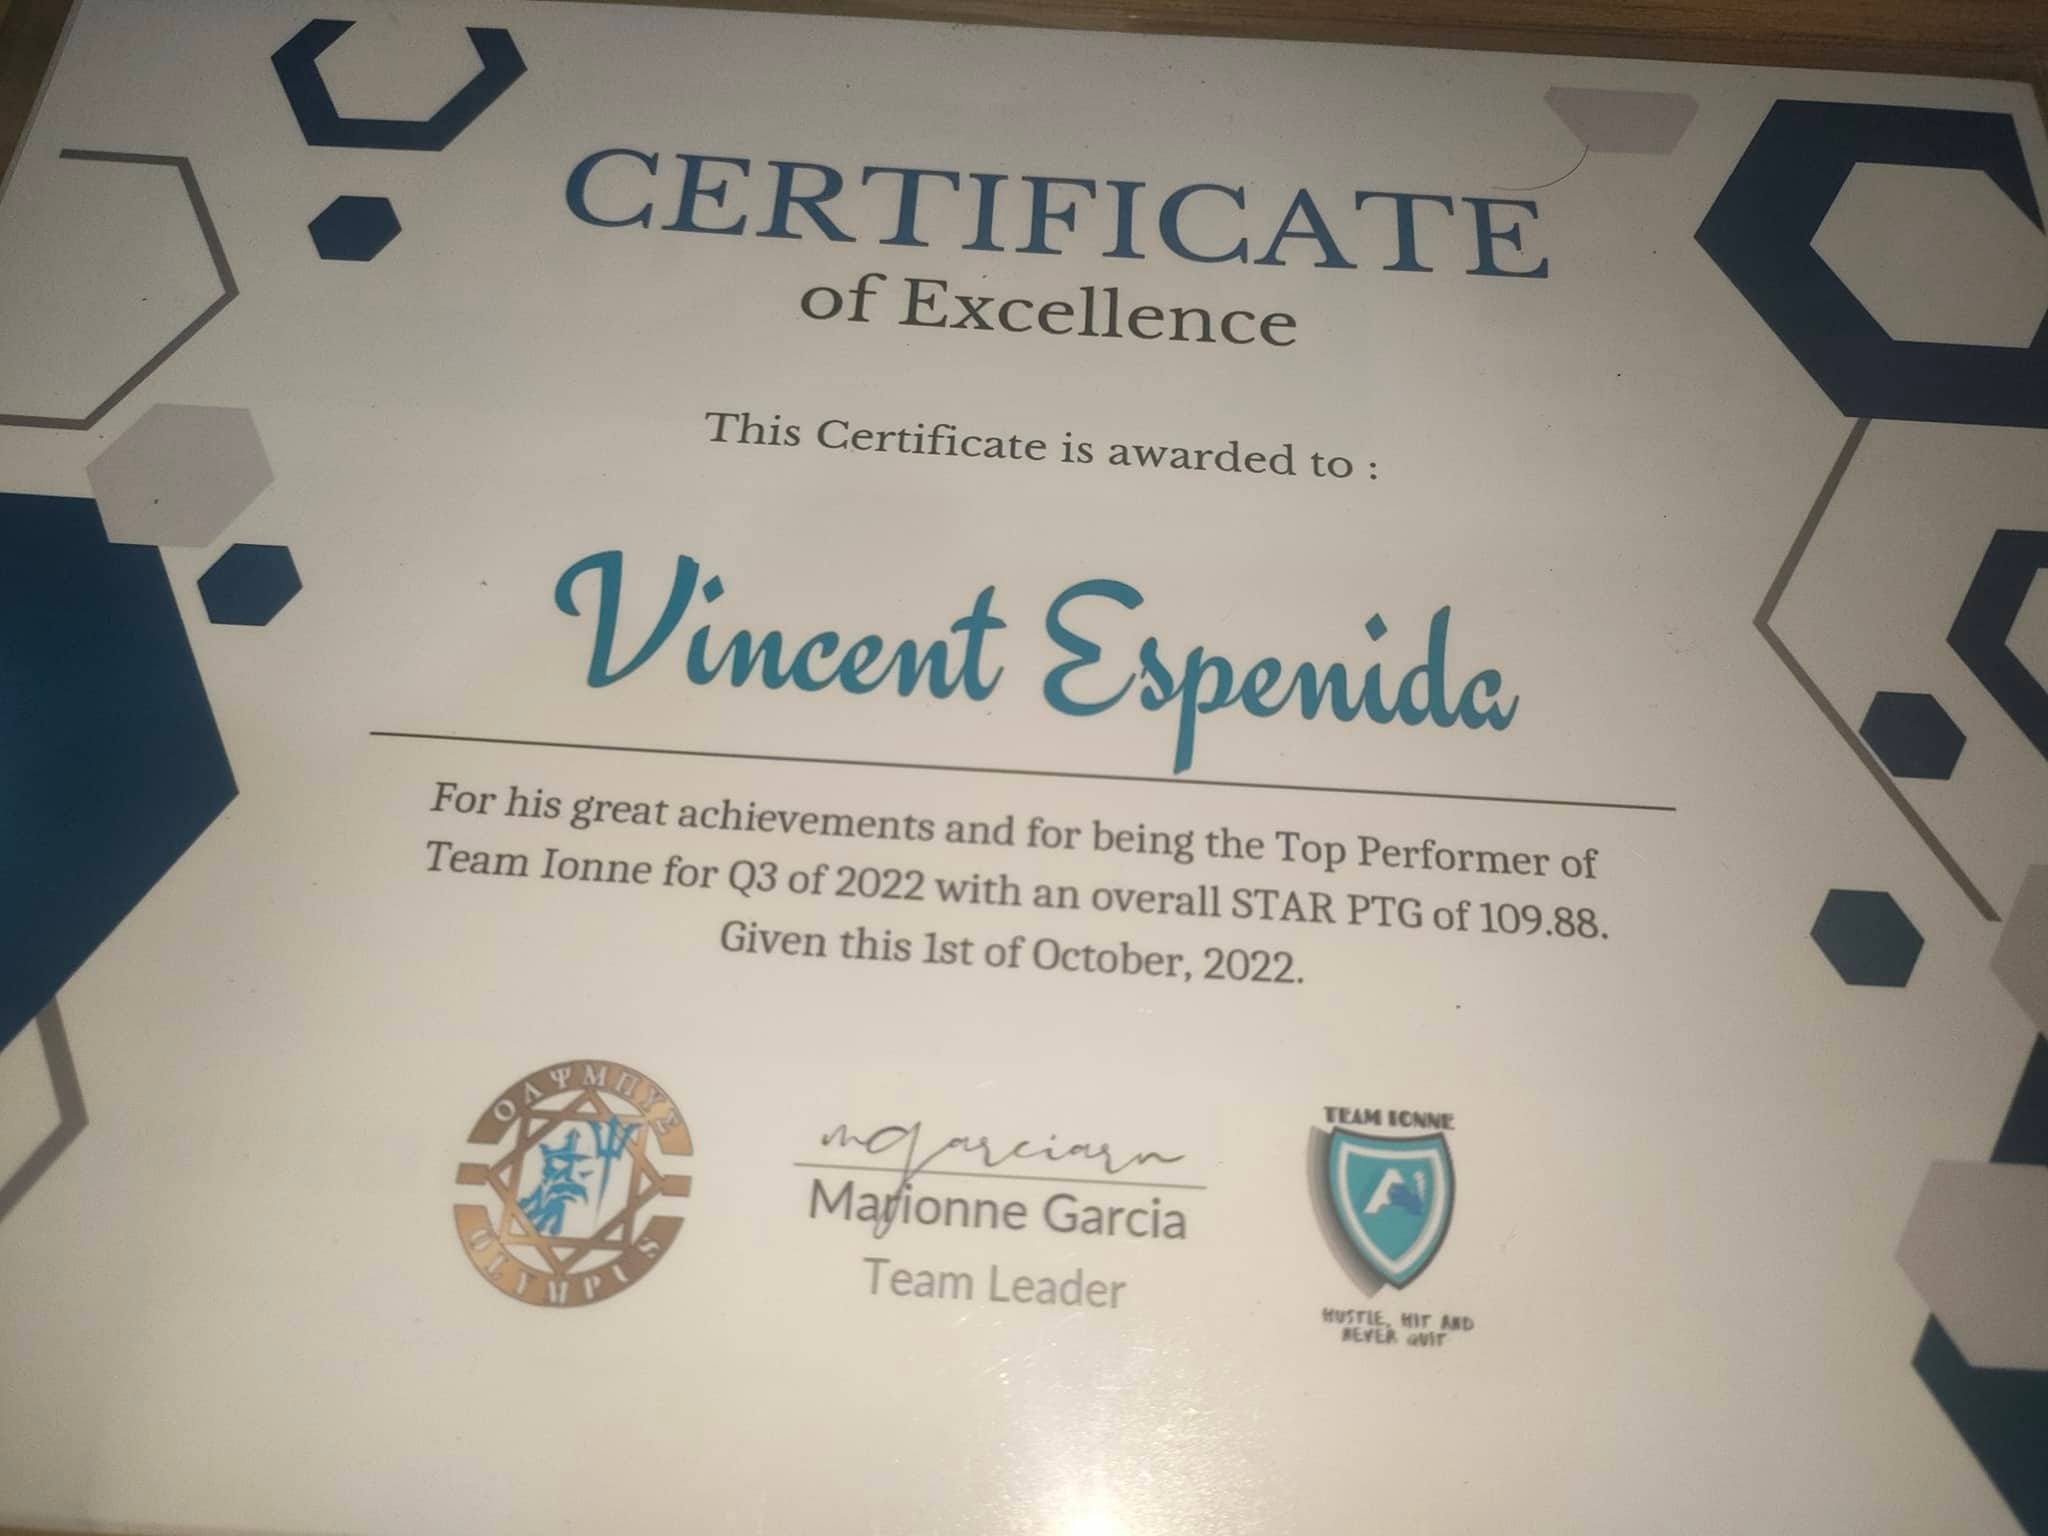 CERTIFICATE
of Excellence
This Certificate is awarded to :
Vincent Espenida
For his great achievements and for being the Top Performer of
Team Ionne for Q3 of 2022 with an overall STAR PTG of 109.88.
Given this 1st of October, 2022.
ΟΛΨΜΠΥΣ
OLYMPUS
mgarciarn
Marionne Garcia
Team Leader
TEAM IONNE
HUSTLE, HIT AND
NEVER QUIT